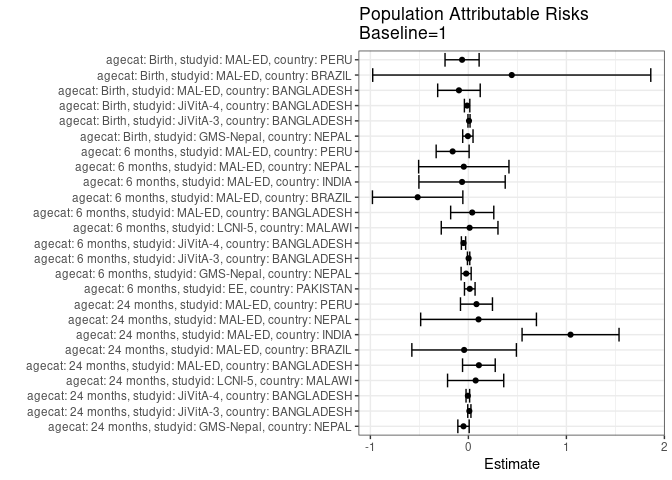 Population Attributable Risks
Baseline=1
agecat: Birth, studyid: MAL-ED, country: PERU
agecat: Birth, studyid: MAL-ED, country: BRAZIL
agecat: Birth, studyid: MAL-ED, country: BANGLADESH
agecat: Birth, studyid: JiVitA-4, country: BANGLADESH
agecat: Birth, studyid: JiVitA-3, country: BANGLADESH
agecat: Birth, studyid: GMS-Nepal, country: NEPAL
agecat: 6 months, studyid: MAL-ED, country: PERU
agecat: 6 months, studyid: MAL-ED, country: NEPAL
agecat: 6 months, studyid: MAL-ED, country: INDIA
agecat: 6 months, studyid: MAL-ED, country: BRAZIL
agecat: 6 months, studyid: MAL-ED, country: BANGLADESH
agecat: 6 months, studyid: LCNI-5, country: MALAWI
agecat: 6 months, studyid: JiVitA-4, country: BANGLADESH
agecat: 6 months, studyid: JiVitA-3, country: BANGLADESH
agecat: 6 months, studyid: GMS-Nepal, country: NEPAL
agecat: 6 months, studyid: EE, country: PAKISTAN
agecat: 24 months, studyid: MAL-ED, country: PERU
agecat: 24 months, studyid: MAL-ED, country: NEPAL
agecat: 24 months, studyid: MAL-ED, country: INDIA
agecat: 24 months, studyid: MAL-ED, country: BRAZIL
agecat: 24 months, studyid: MAL-ED, country: BANGLADESH
agecat: 24 months, studyid: LCNI-5, country: MALAWI
agecat: 24 months, studyid: JiVitA-4, country: BANGLADESH
agecat: 24 months, studyid: JiVitA-3, country: BANGLADESH
agecat: 24 months, studyid: GMS-Nepal, country: NEPAL
-1 0 1 2
Estimate